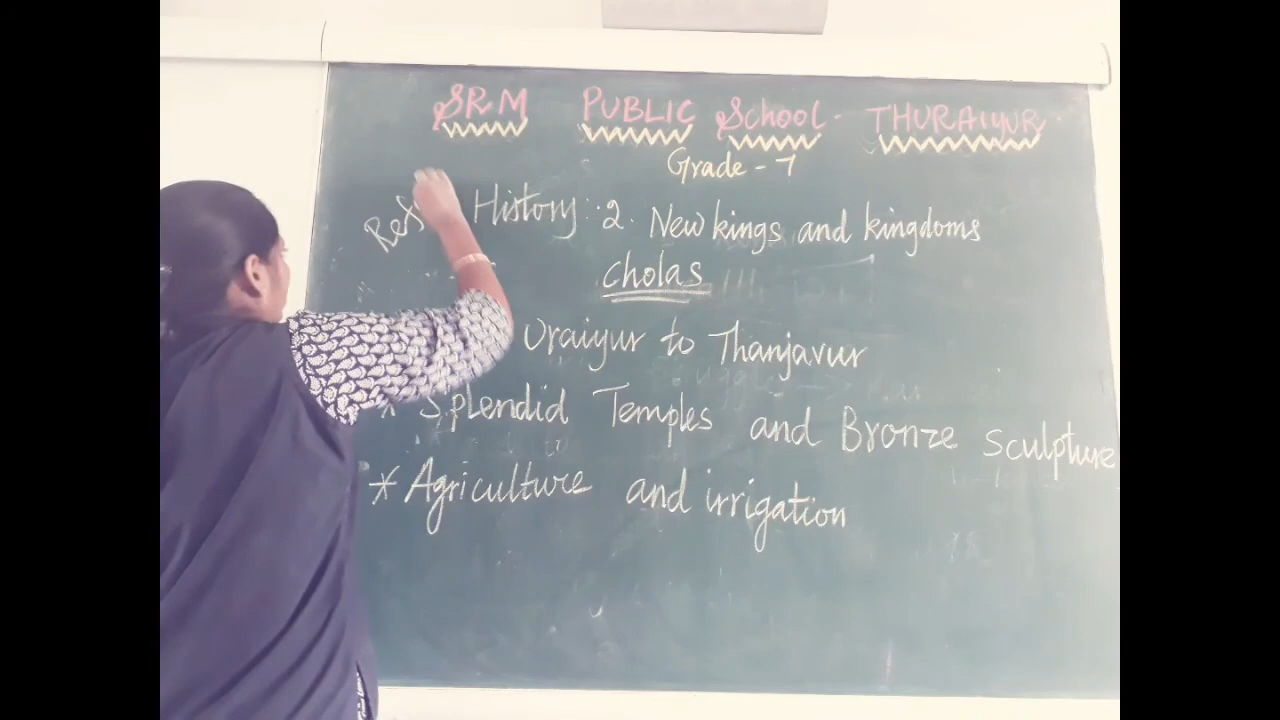 SRM PUBLIC School - THURAIYUR
Grade - 7
History: 2. New kings and kingdoms
Cholas
Uraiyur to Thanjavur
* Splendid Temples and Bronze sculpture
* Agriculture and irrigation